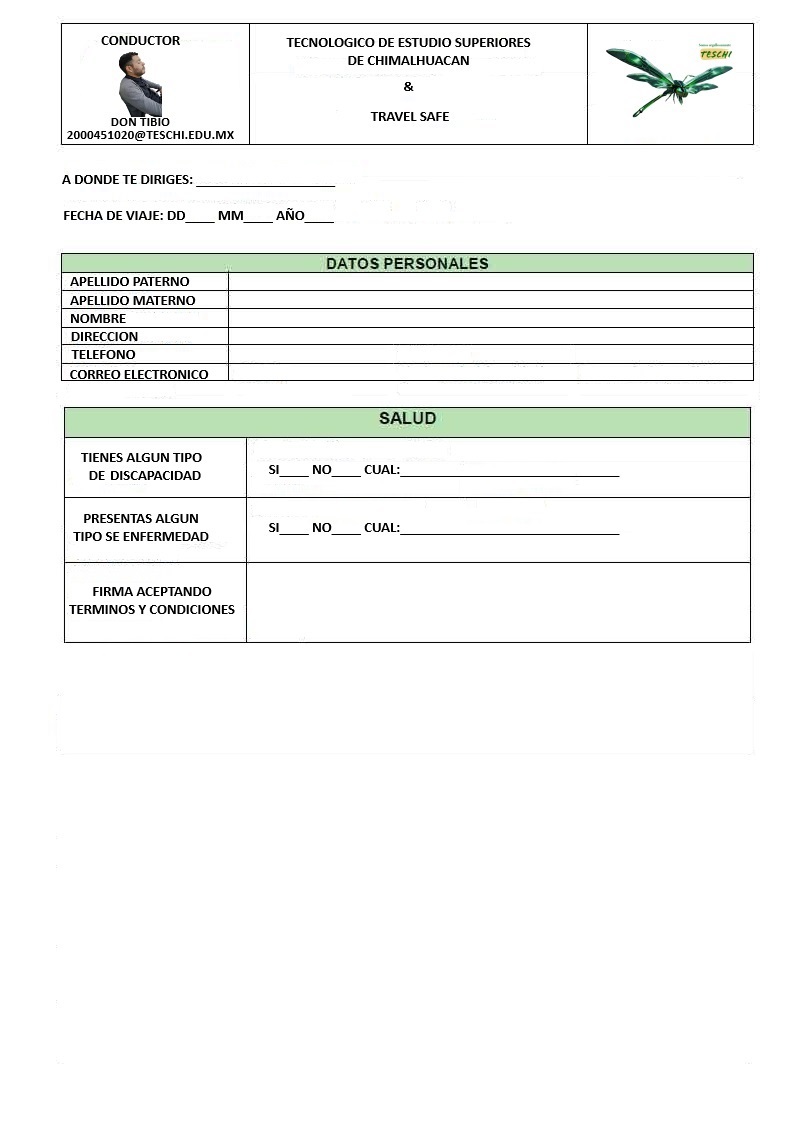 CONDUCTOR
DON TIBIO
2000451020@TESCHI.EDU.MX
TECNOLOGICO DE ESTUDIO SUPERIORES
DE CHIMALHUACAN
&
TRAVEL SAFE
TESCHI
A DONDE TE DIRIGES: ___________________
FECHA DE VIAJE: DD____ MM____ AÑO____
DATOS PERSONALES
APELLIDO PATERNO
APELLIDO MATERNO
NOMBRE
DIRECCION
TELEFONO
CORREO ELECTRONICO
SALUD
TIENES ALGUN TIPO
DE DISCAPACIDAD
SI____ NO____ CUAL:______________________________
PRESENTAS ALGUN
TIPO SE ENFERMEDAD
SI____ NO____ CUAL:______________________________
FIRMA ACEPTANDO
TERMINOS Y CONDICIONES